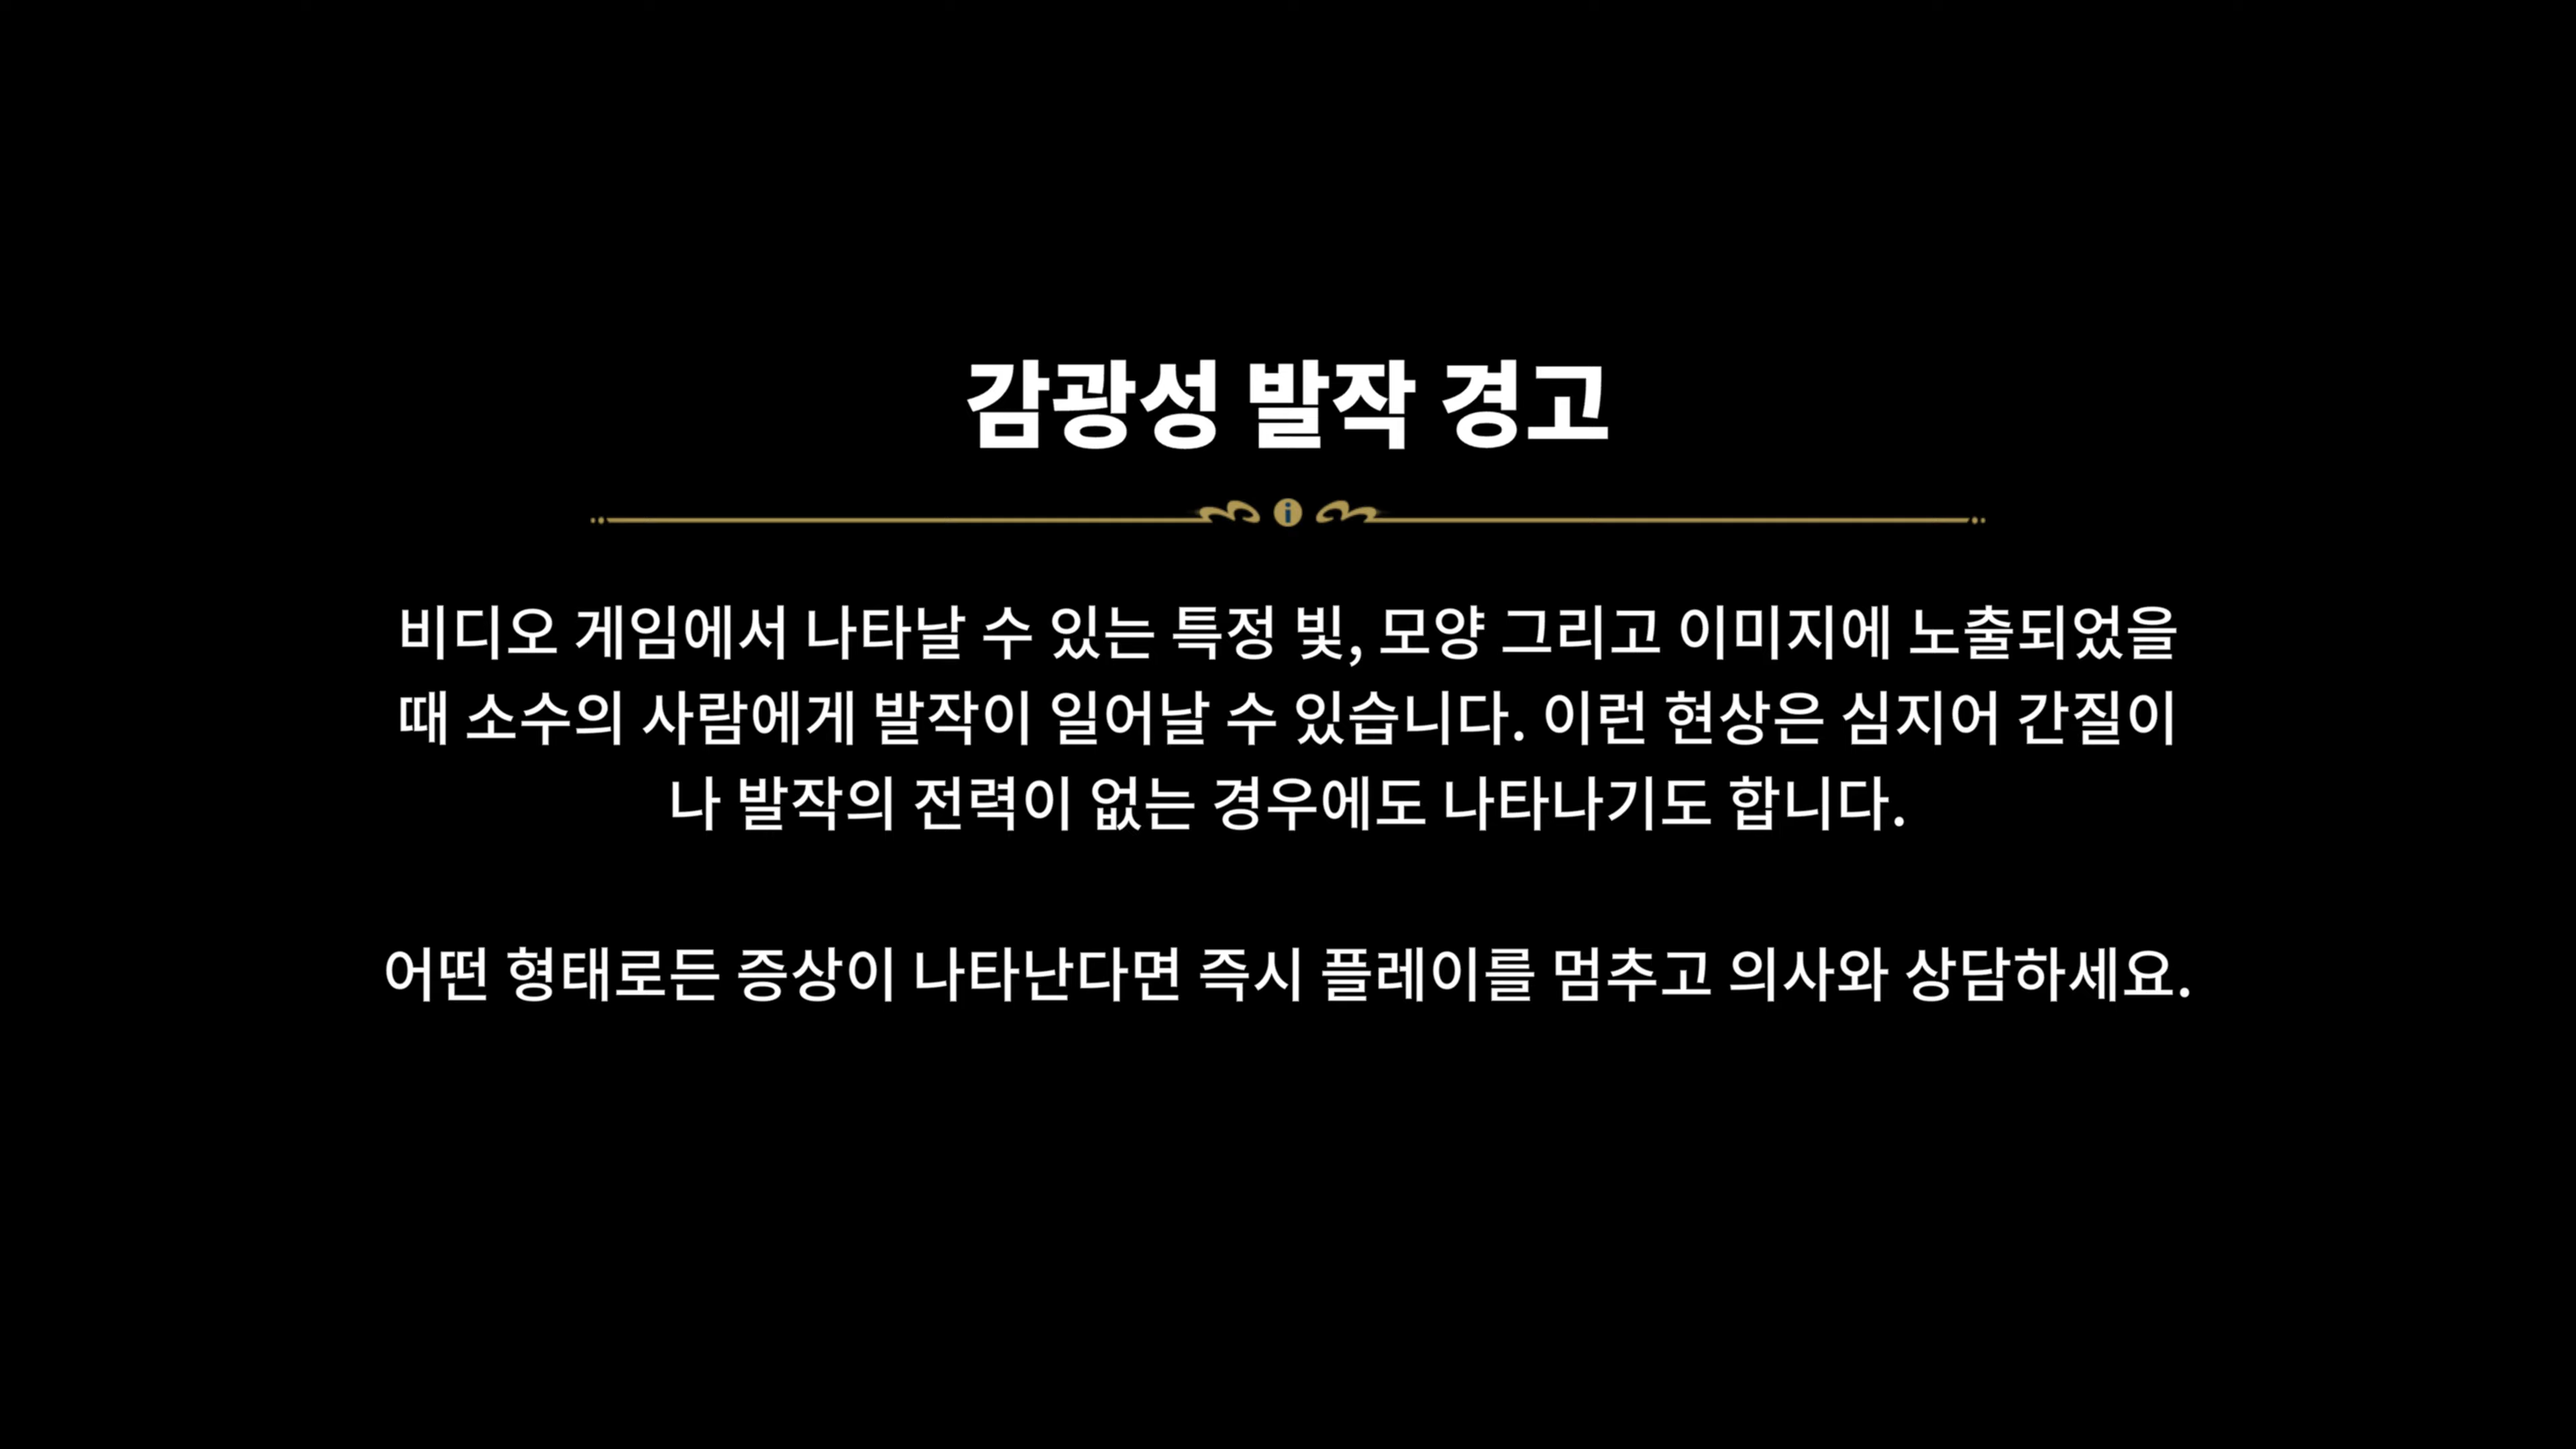 감광성 발작 경고
i
비디오 게임에서 나타날 수 있는 특정 빛, 모양 그리고 이미지에 노출되었을
때 소수의 사람에게 발작이 일어날 수 있습니다. 이런 현상은 심지어 간질이
나 발작의 전력이 없는 경우에도 나타나기도 합니다.
어떤 형태로든 증상이 나타난다면 즉시 플레이를 멈추고 의사와 상담하세요.